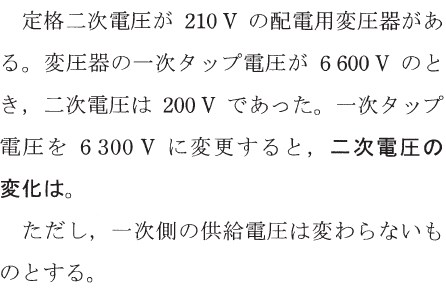 定格二次電圧が 210 V の配電用変圧器があ
る。変圧器の一次タップ電圧が 6 600 V のと
き，二次電圧は 200 V であった。一次タップ
電圧を 6 300 V に変更すると，二次電圧の
変化は。
ただし，一次側の供給電圧は変わらないも
のとする。